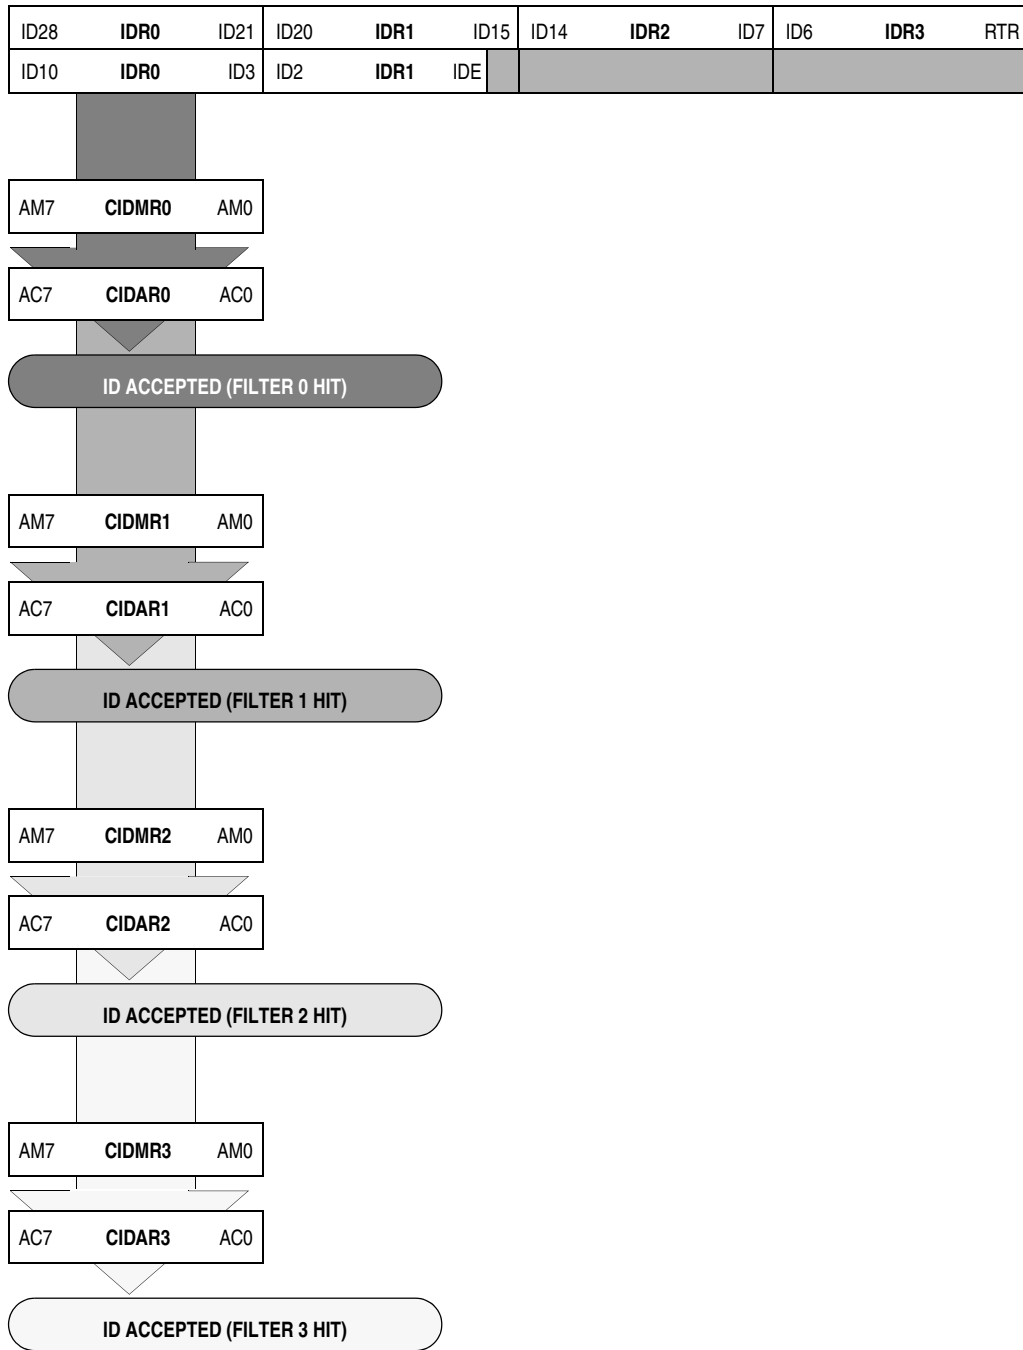 ID28 IDR0 ID21 ID20 IDR1 ID15 ID14 IDR2 ID7 ID6 IDR3 RTR
ID10 IDR0 ID3 ID2 IDR1 IDE
AM7 CIDMR0 AM0
AC7 CIDAR0 AC0
ID ACCEPTED (FILTER 0 HIT)
AM7 CIDMR1 AM0
AC7 CIDAR1 AC0
ID ACCEPTED (FILTER 1 HIT)
AM7 CIDMR2 AM0
AC7 CIDAR2 AC0
ID ACCEPTED (FILTER 2 HIT)
AM7 CIDMR3 AM0
AC7 CIDAR3 AC0
ID ACCEPTED (FILTER 3 HIT)